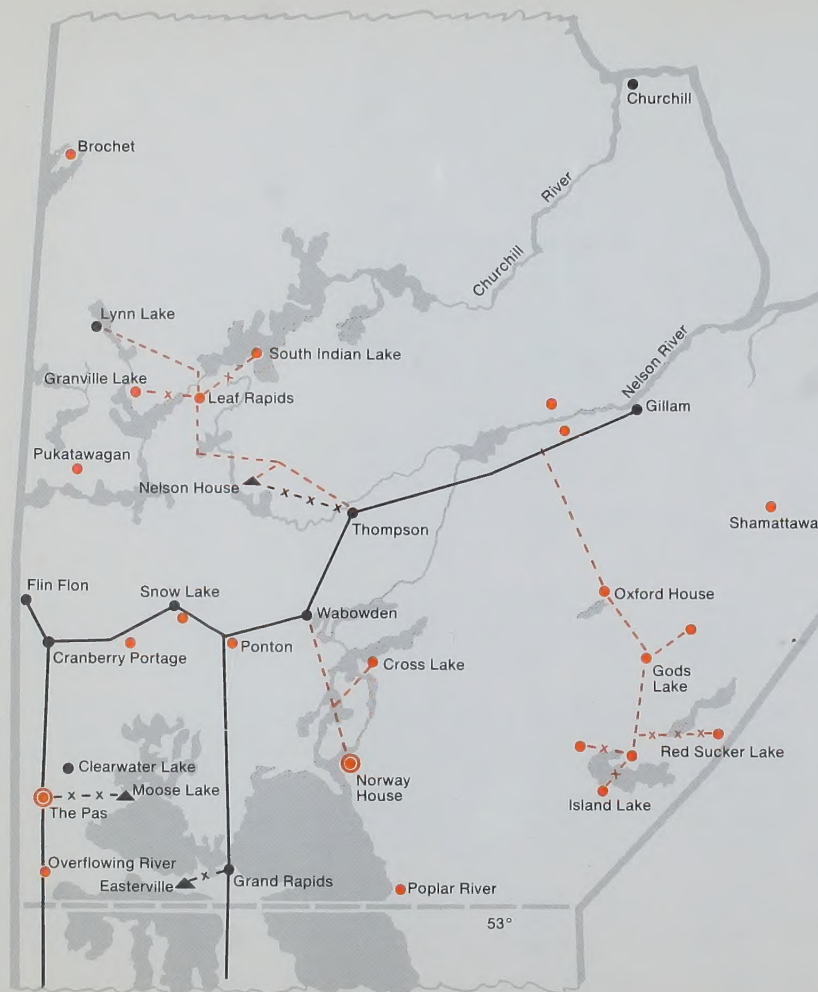 Churchill
Brochet
River
Churchill
Lynn Lake
South Indian Lake
Nelson River
Granville Lake
Leaf Rapids
Gillam
Pukatawagan
Nelson House
Shamattawa
Thompson
Flin Flon
Snow Lake
Oxford House
Wabowden
Ponton
Cranberry Portage
Cross Lake
Gods
Lake
Red Sucker Lake
Clearwater Lake
Norway
House
Moose Lake
The Pas
Island Lake
Overflowing River
Easterville
Grand Rapids
Poplar River
53°